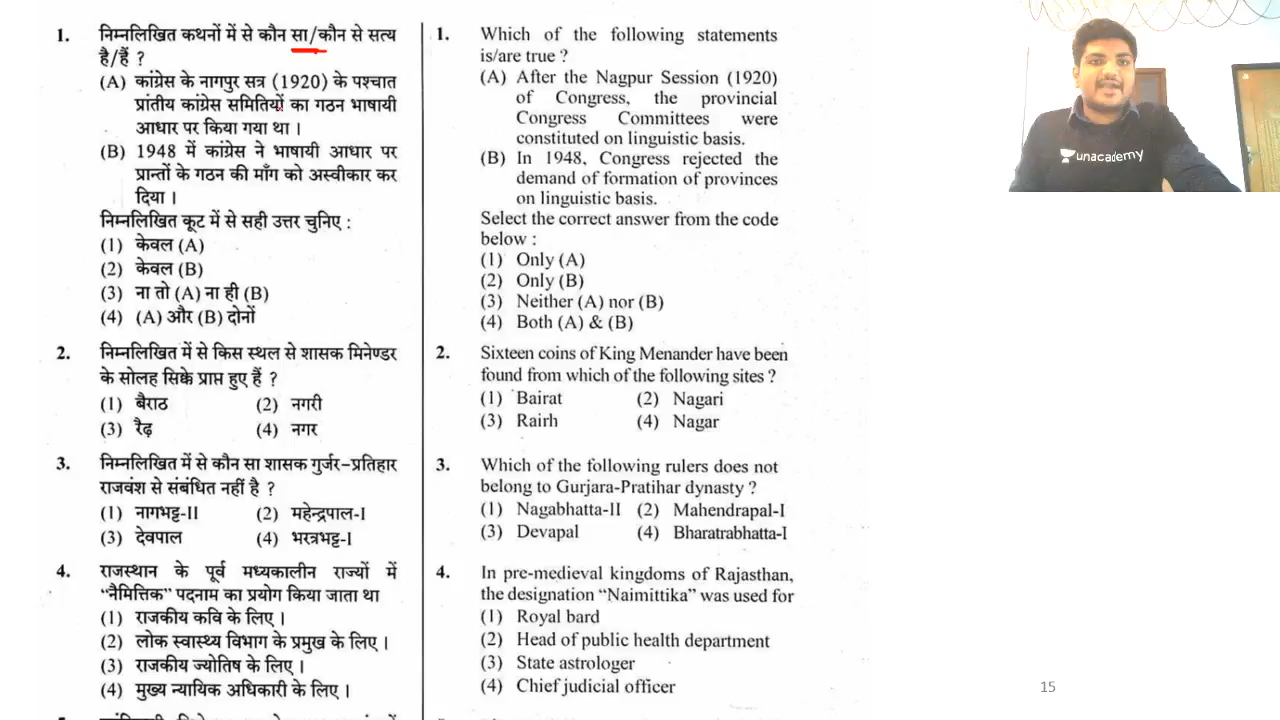 1. निम्नलिखित कथनों में से कौन सा/कौन से सत्य
है/हैं ?
(A) कांग्रेस के नागपुर सत्र (1920) के पश्चात
प्रांतीय कांग्रेस समितियों का गठन भाषायी
आधार पर किया गया था ।
(B) 1948 में कांग्रेस ने भाषायी आधार पर
प्रान्तों के गठन की माँग को अस्वीकार कर
दिया ।
निम्नलिखित कूट में से सही उत्तर चुनिए :
(1) केवल (A)
(2) केवल (B)
(3) ना तो (A) ना ही (B)
(4) (A) और (B) दोनों
2. निम्नलिखित में से किस स्थल से शासक मिनेण्डर
के सोलह सिक्के प्राप्त हुए हैं ?
(1) बैराठ (2) नगरी
(3) रैढ़ (4) नगर
3. निम्नलिखित में से कौन सा शासक गुर्जर-प्रतिहार
राजवंश से संबंधित नहीं है ?
(1) नागभट्ट-II (2) महेन्द्रपाल-I
(3) देवपाल (4) भरत्रभट्ट-I
4. राजस्थान के पूर्व मध्यकालीन राज्यों में
“नैमित्तिक” पदनाम का प्रयोग किया जाता था
(1) राजकीय कवि के लिए ।
(2) लोक स्वास्थ्य विभाग के प्रमुख के लिए ।
(3) राजकीय ज्योतिष के लिए ।
(4) मुख्य न्यायिक अधिकारी के लिए ।
1. Which of the following statements
is/are true ?
(A) After the Nagpur Session (1920)
of Congress, the provincial
Congress Committees were
constituted on linguistic basis.
(B) In 1948, Congress rejected the
demand of formation of provinces
on linguistic basis.
Select the correct answer from the code
below :
(1) Only (A)
(2) Only (B)
(3) Neither (A) nor (B)
(4) Both (A) & (B)
2. Sixteen coins of King Menander have been
found from which of the following sites ?
(1) Bairat (2) Nagari
(3) Rairh (4) Nagar
3. Which of the following rulers does not
belong to Gurjara-Pratihar dynasty ?
(1) Nagabhatta-II (2) Mahendrapal-I
(3) Devapal (4) Bharatrabhatta-I
4. In pre-medieval kingdoms of Rajasthan,
the designation “Naimittika” was used for
(1) Royal bard
(2) Head of public health department
(3) State astrologer
(4) Chief judicial officer
unacademy
15